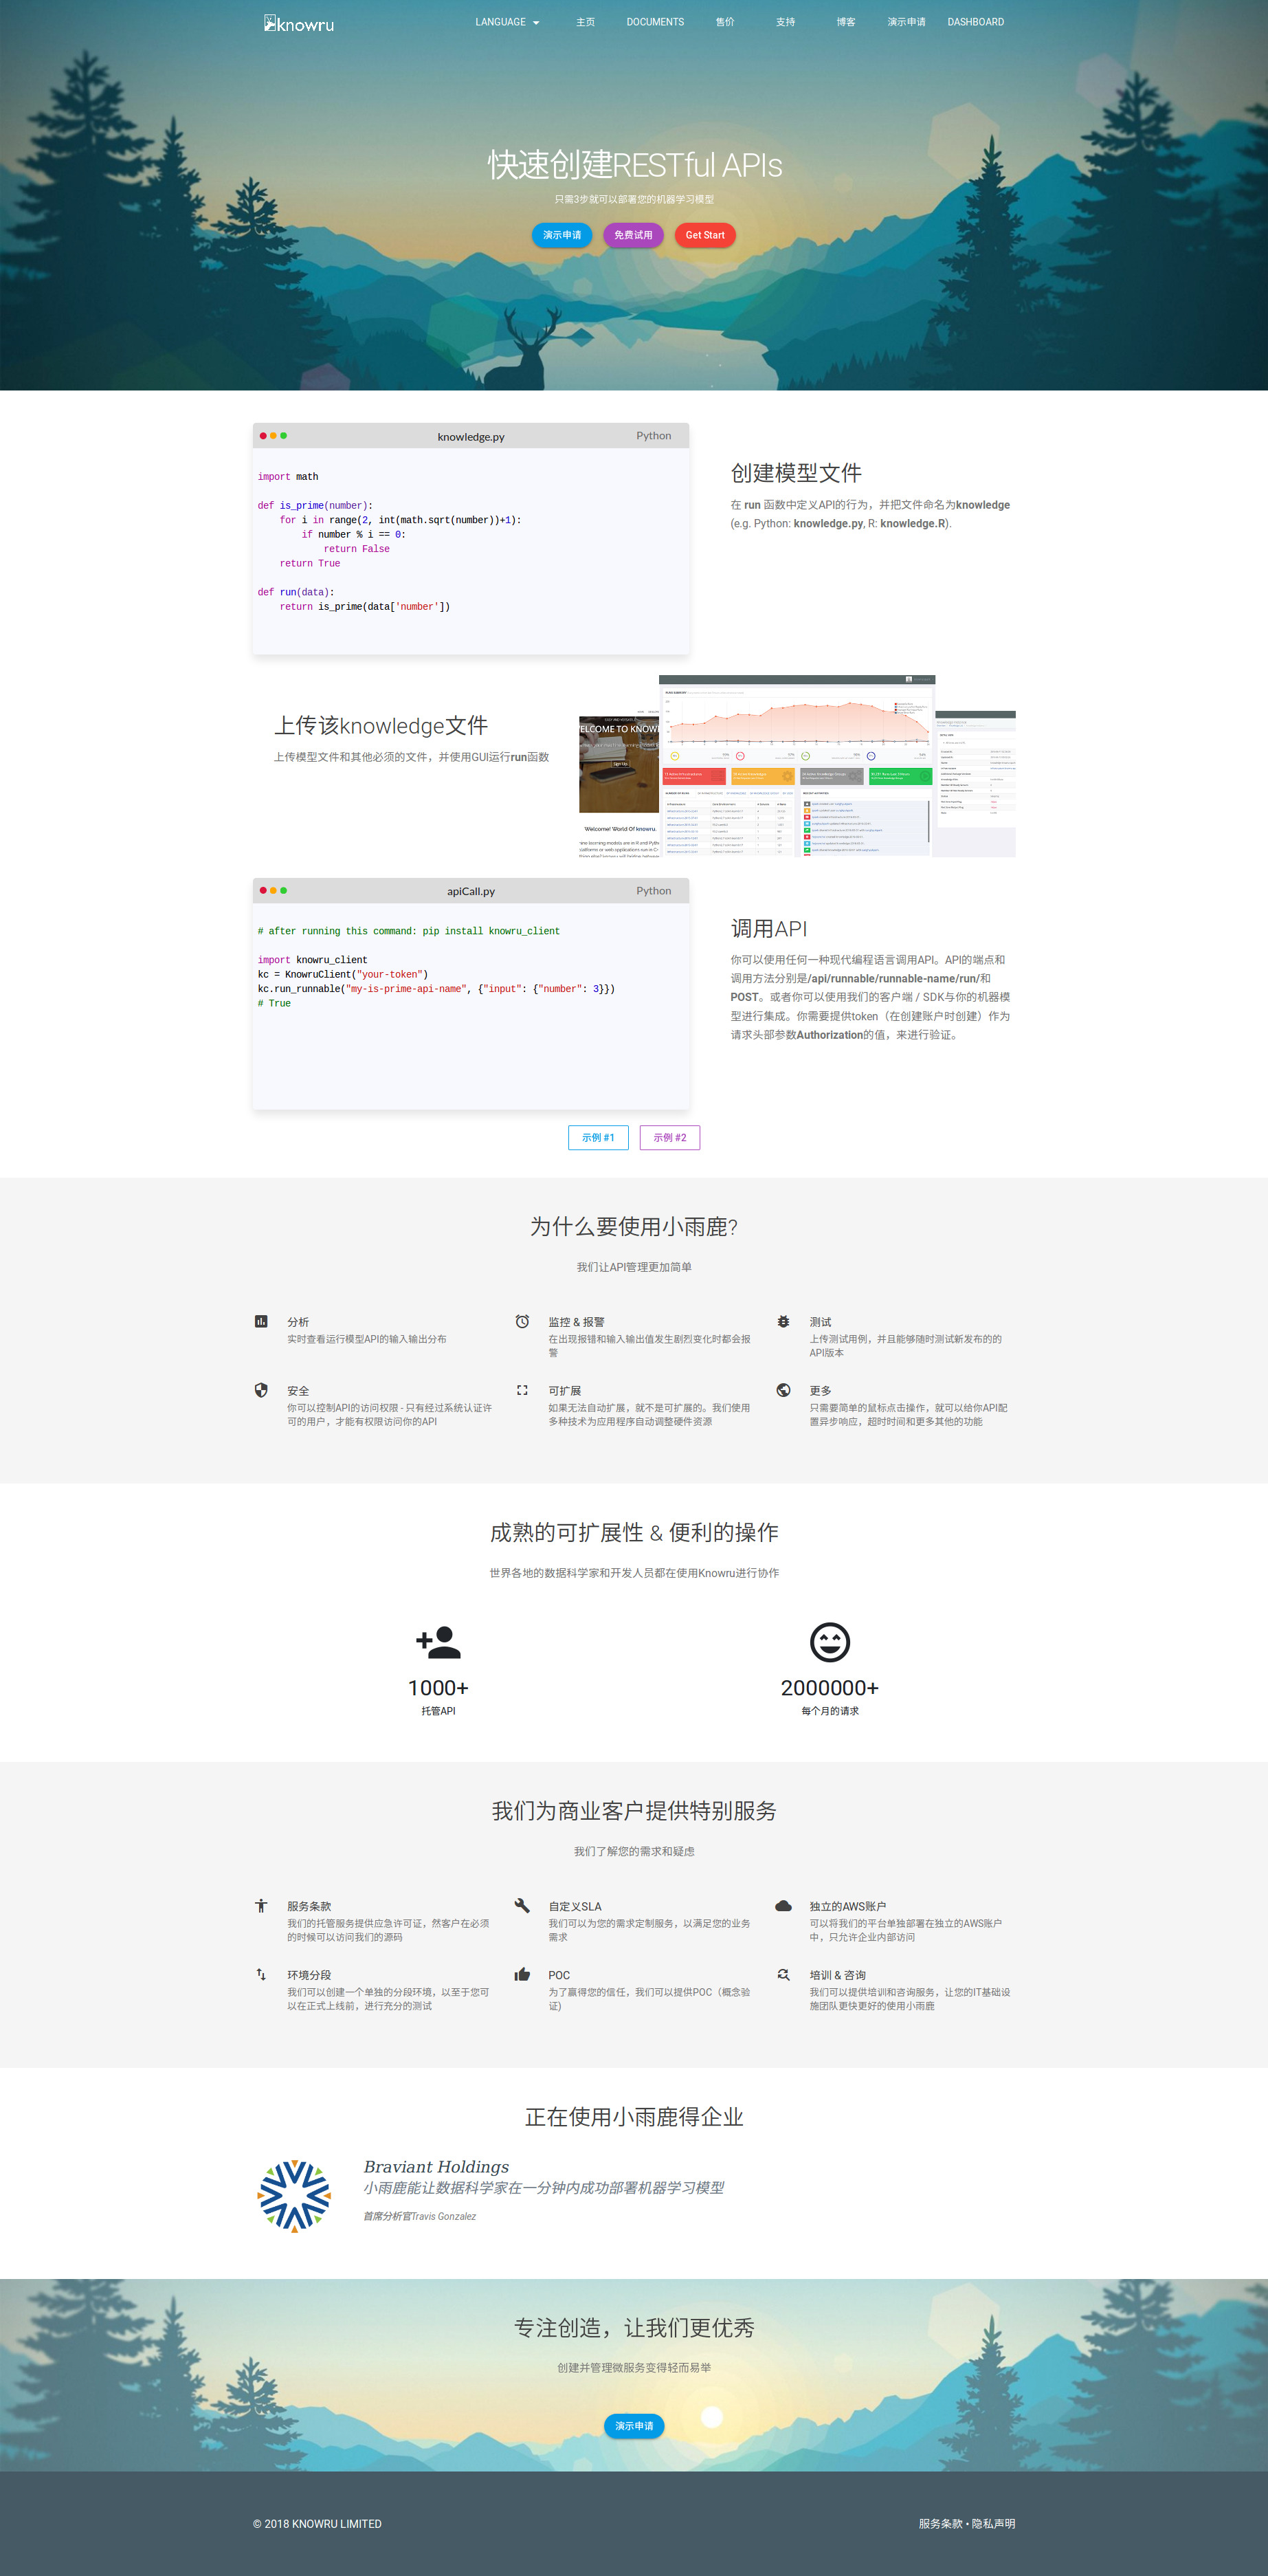 knowru
LANGUAGE 主页 DOCUMENTS 售价 支持 博客 演示申请 DASHBOARD
快速创建RESTful APIs
只需3步就可以部署您的机器学习模型
演示申请 免费试用 Get Start
knowledge.py Python
import math
def is_prime(number):
for i in range(2, int(math.sqrt(number))+1):
if number % i == 0:
return False
return True
def run(data):
return is_prime(data['number'])
创建模型文件
在 run 函数中定义API的行为，并把文件命名为knowledge
(e.g. Python: knowledge.py, R: knowledge.R).
上传该knowledge文件
上传模型文件和其他必须的文件，并使用GUI运行run函数
Sign Up
Welcome! World Of knowru.
apiCall.py Python
# after running this command: pip install knowru_client
import knowru_client
kc = KnowruClient("your-token")
kc.run_runnable("my-is-prime-api-name", {"input": {"number": 3}})
# True
调用API
你可以使用任何一种现代编程语言调用API。API的端点和
调用方法分别是/api/runnable/runnable-name/run/和
POST。或者你可以使用我们的客户端 / SDK与你的机器模
型进行集成。你需要提供token（在创建账户时创建）作为
请求头部参数Authorization的值，来进行验证。
示例 #1 示例 #2
为什么要使用小雨鹿?
我们让API管理更加简单
分析
实时查看运行模型API的输入输出分布
监控 & 报警
在出现报错和输入输出值发生剧烈变化时都会报
警
测试
上传测试用例，并且能够随时测试新发布的的
API版本
安全
你可以控制API的访问权限 - 只有经过系统认证许
可的用户，才能有权限访问你的API
可扩展
如果无法自动扩展，就不是可扩展的。我们使用
多种技术为应用程序自动调整硬件资源
更多
只需要简单的鼠标点击操作，就可以给你API配
置异步响应，超时时间和更多其他的功能
成熟的可扩展性 & 便利的操作
世界各地的数据科学家和开发人员都在使用Knowru进行协作
1000+
托管API
2000000+
每个月的请求
我们为商业客户提供特别服务
我们了解您的需求和疑虑
服务条款
我们的托管服务提供应急许可证，然客户在必须
的时候可以访问我们的源码
自定义SLA
我们可以为您的需求定制服务，以满足您的业务
需求
独立的AWS账户
可以将我们的平台单独部署在独立的AWS账户
中，只允许企业内部访问
环境分段
我们可以创建一个单独的分段环境，以至于您可
以在正式上线前，进行充分的测试
POC
为了赢得您的信任，我们可以提供POC（概念验
证)
培训 & 咨询
我们可以提供培训和咨询服务，让您的IT基础设
施团队更快更好的使用小雨鹿
正在使用小雨鹿得企业
Braviant Holdings
小雨鹿能让数据科学家在一分钟内成功部署机器学习模型
首席分析官Travis Gonzalez
专注创造，让我们更优秀
创建并管理微服务变得轻而易举
演示申请
© 2018 KNOWRU LIMITED
服务条款 • 隐私声明